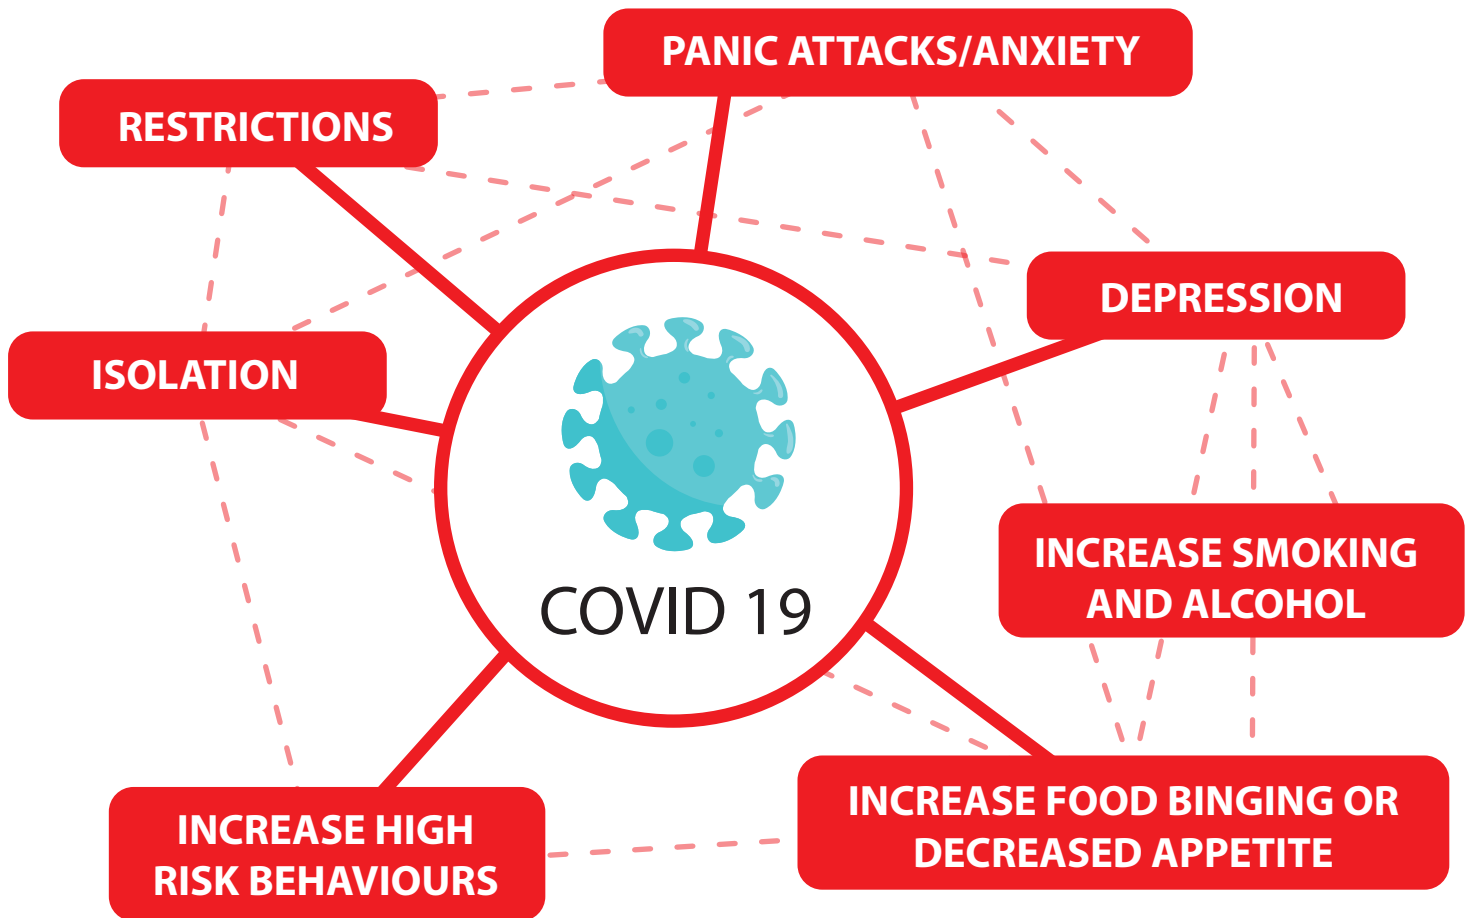 PANIC ATTACKS/ANXIETY
RESTRICTIONS
DEPRESSION
ISOLATION
INCREASE SMOKING
AND ALCOHOL
COVID 19
INCREASE FOOD BINGING OR
DECREASED APPETITE
INCREASE HIGH
RISK BEHAVIOURS